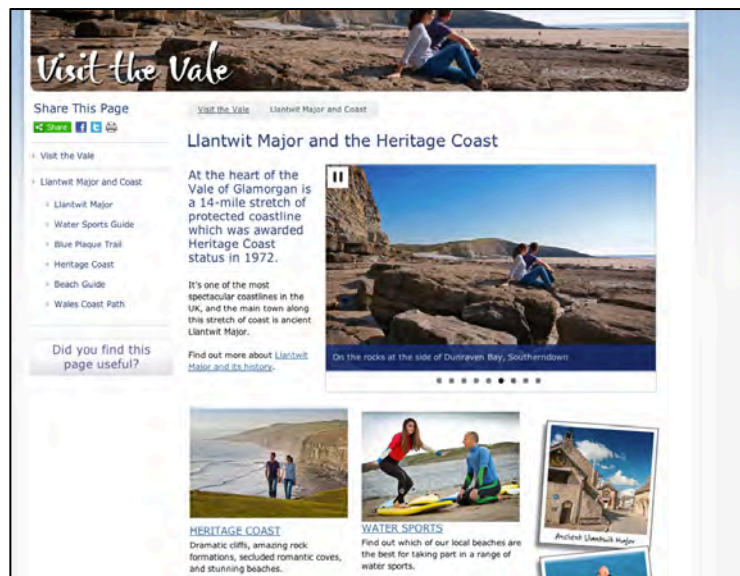 Visit the Vale
Share This Page
Share
Visit the Vale
Llantwit Major and Coast
Llantwit Major
Water Sports Guide
Blue Plaque Trail
Heritage Coast
Beach Guide
Wales Coast Path
Did you find this
page useful?
Visit the Vale
Llantwit Major and Coast
Llantwit Major and the Heritage Coast
At the heart of the
Vale of Glamorgan is
a 14-mile stretch of
protected coastline
which was awarded
Heritage Coast
status in 1972.
It's one of the most
spectacular coastlines in the
UK, and the main town along
this stretch of coast is ancient
Llantwit Major.
Find out more about Llantwit
Major and its history.
On the rocks at the side of Dunraven Bay, Southerndown
HERITAGE COAST
Dramatic cliffs, amazing rock
formations, secluded romantic coves,
and stunning beaches.
WATER SPORTS
Find out which of our local beaches are
the best for taking part in a range of
water sports.
Ancient Llantwit Major